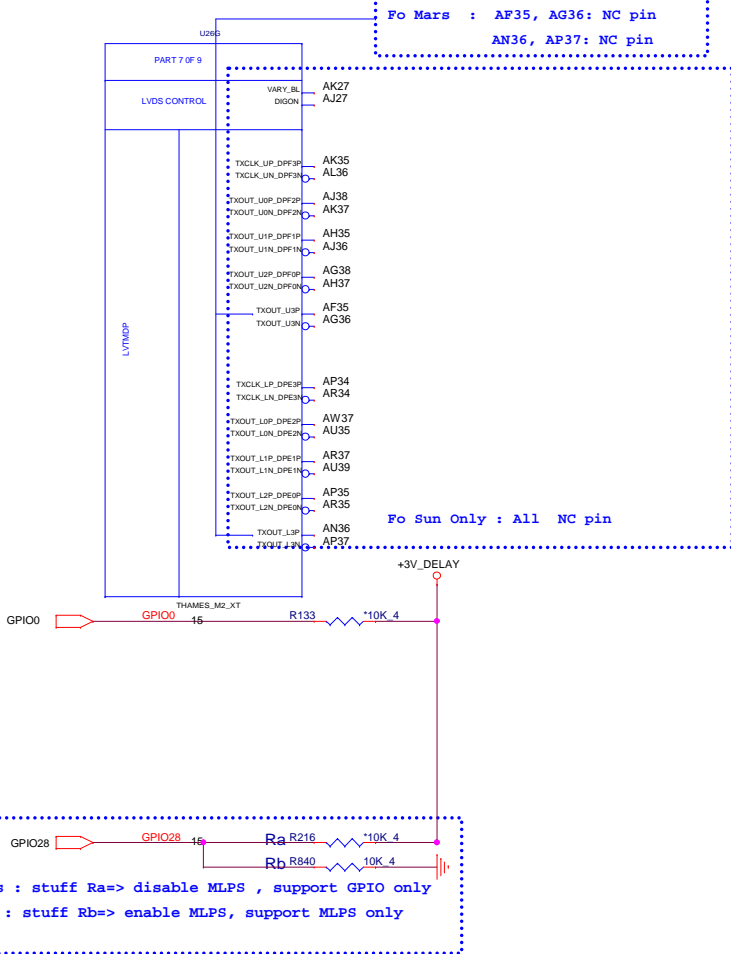 Fo Mars : AF35, AG36: NC pin
AN36, AP37: NC pin
U26G
PART 7 0F 9
LVDS CONTROL
VARY_BL AK27
DIGON AJ27
TXCLK_UP_DPF3P AK35
TXCLK_UN_DPF3N AL36
TXOUT_U0P_DPF2P AJ38
TXOUT_U0N_DPF2N AK37
TXOUT_U1P_DPF1P AH35
TXOUT_U1N_DPF1N AJ36
TXOUT_U2P_DPF0P AG38
TXOUT_U2N_DPF0N AH37
TXOUT_U3P AF35
TXOUT_U3N AG36
LVTMDP
TXCLK_LP_DPE3P AP34
TXCLK_LN_DPE3N AR34
TXOUT_L0P_DPE2P AW37
TXOUT_L0N_DPE2N AU35
TXOUT_L1P_DPE1P AR37
TXOUT_L1N_DPE1N AU39
TXOUT_L2P_DPE0P AP35
TXOUT_L2N_DPE0N AR35
TXOUT_L3P AN36
TXOUT_L3N AP37
Fo Sun Only : All NC pin
+3V_DELAY
THAMES_M2_XT
GPIO0 GPIO0 15 R133 *10K_4
GPIO28 GPIO28 15 Ra R216 *10K_4
Rb R840 10K_4
s : stuff Ra=> disable MLPS , support GPIO only
: stuff Rb=> enable MLPS, support MLPS only